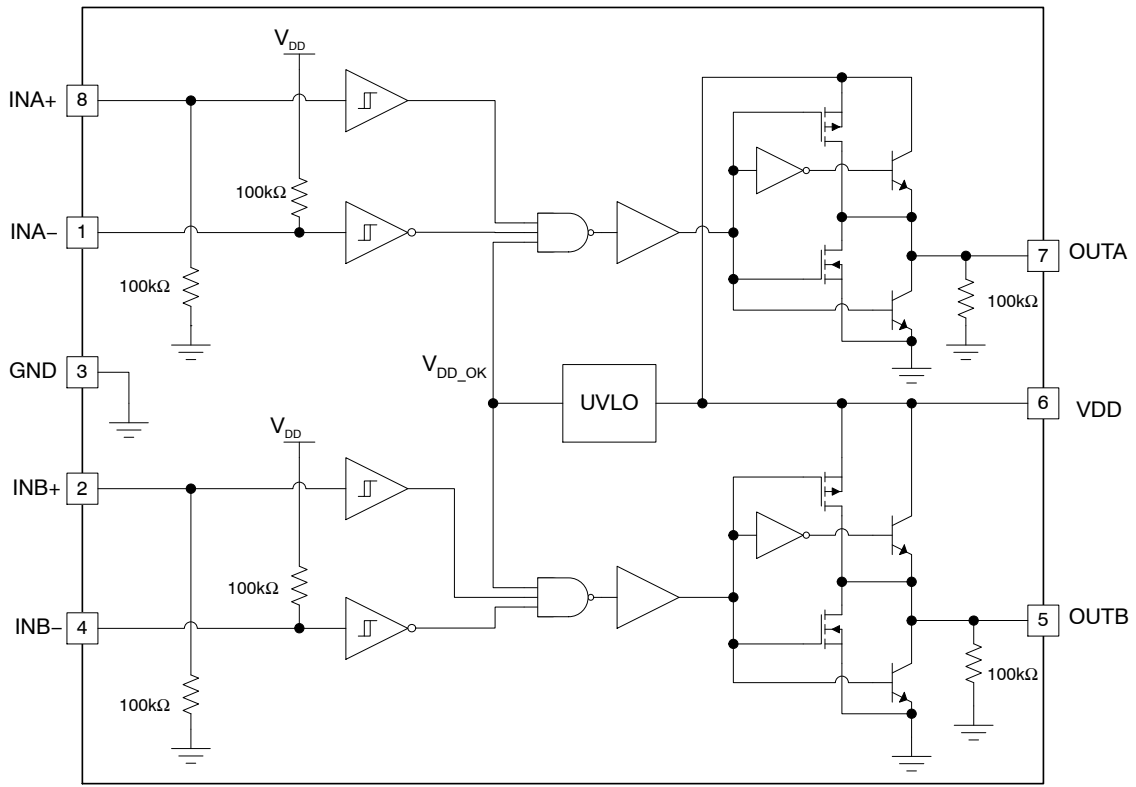 V_DD
INA+ 8
100kΩ
INA− 1
100kΩ
7 OUTA
100kΩ
GND 3
V_DD_OK
UVLO
6 VDD
V_DD
INB+ 2
100kΩ
INB− 4
5 OUTB
100kΩ
100kΩ